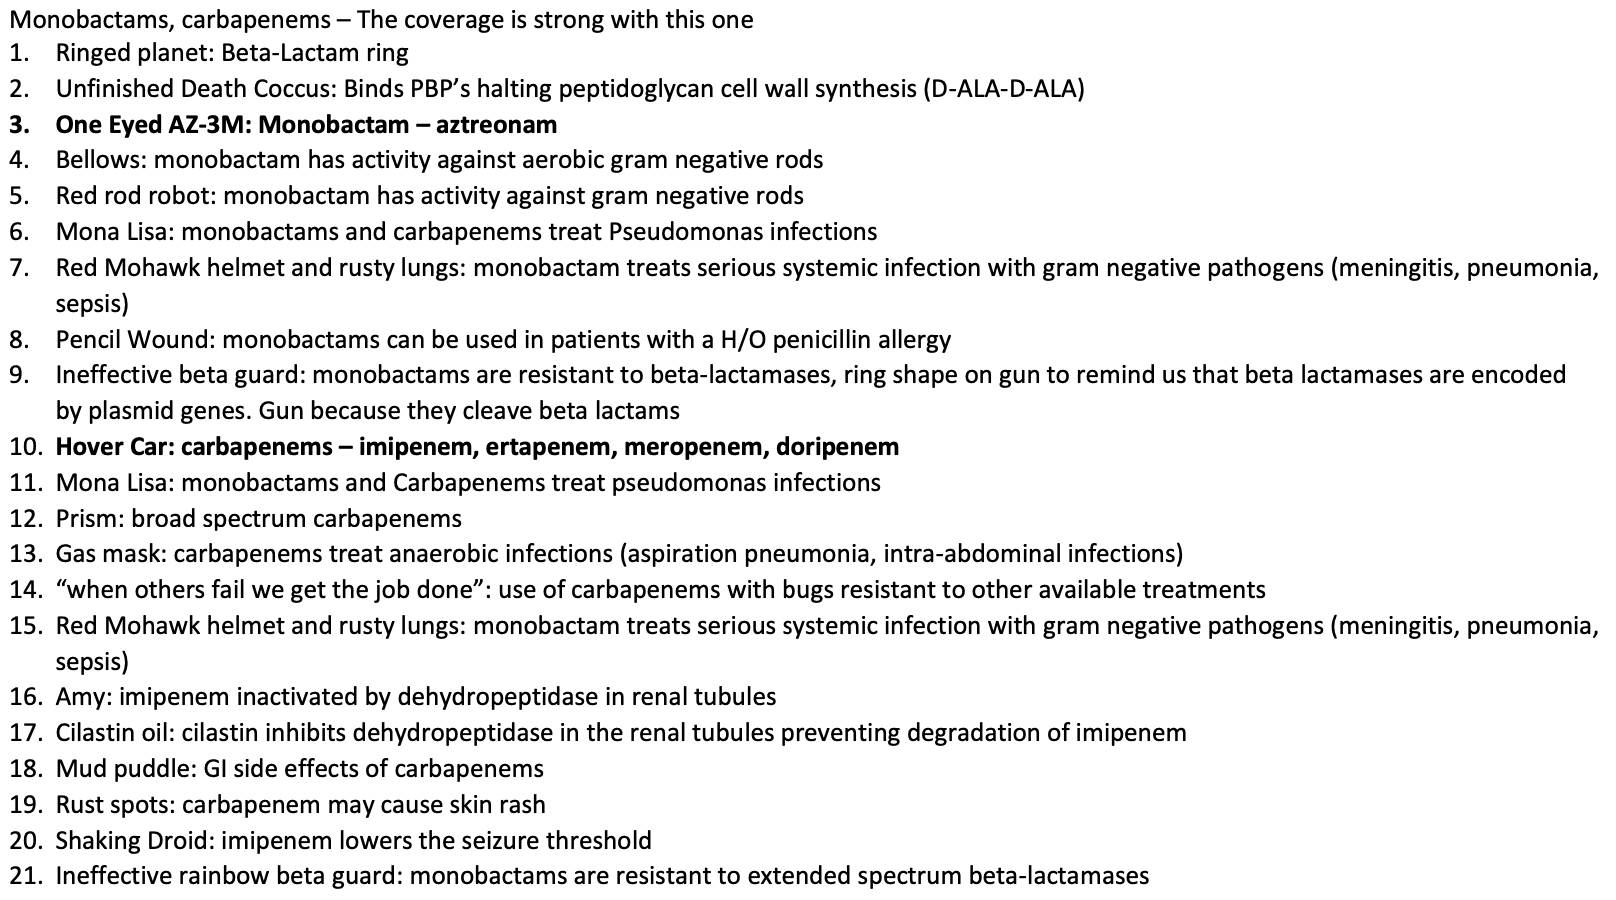 Monobactams, carbapenems – The coverage is strong with this one
1. Ringed planet: Beta-Lactam ring
2. Unfinished Death Coccus: Binds PBP’s halting peptidoglycan cell wall synthesis (D-ALA-D-ALA)
3. One Eyed AZ-3M: Monobactam – aztreonam
4. Bellows: monobactam has activity against aerobic gram negative rods
5. Red rod robot: monobactam has activity against gram negative rods
6. Mona Lisa: monobactams and carbapenems treat Pseudomonas infections
7. Red Mohawk helmet and rusty lungs: monobactam treats serious systemic infection with gram negative pathogens (meningitis, pneumonia,
sepsis)
8. Pencil Wound: monobactams can be used in patients with a H/O penicillin allergy
9. Ineffective beta guard: monobactams are resistant to beta-lactamases, ring shape on gun to remind us that beta lactamases are encoded
by plasmid genes. Gun because they cleave beta lactams
10. Hover Car: carbapenems – imipenem, ertapenem, meropenem, doripenem
11. Mona Lisa: monobactams and Carbapenems treat pseudomonas infections
12. Prism: broad spectrum carbapenems
13. Gas mask: carbapenems treat anaerobic infections (aspiration pneumonia, intra-abdominal infections)
14. “when others fail we get the job done”: use of carbapenems with bugs resistant to other available treatments
15. Red Mohawk helmet and rusty lungs: monobactam treats serious systemic infection with gram negative pathogens (meningitis, pneumonia,
sepsis)
16. Amy: imipenem inactivated by dehydropeptidase in renal tubules
17. Cilastin oil: cilastin inhibits dehydropeptidase in the renal tubules preventing degradation of imipenem
18. Mud puddle: GI side effects of carbapenems
19. Rust spots: carbapenem may cause skin rash
20. Shaking Droid: imipenem lowers the seizure threshold
21. Ineffective rainbow beta guard: monobactams are resistant to extended spectrum beta-lactamases